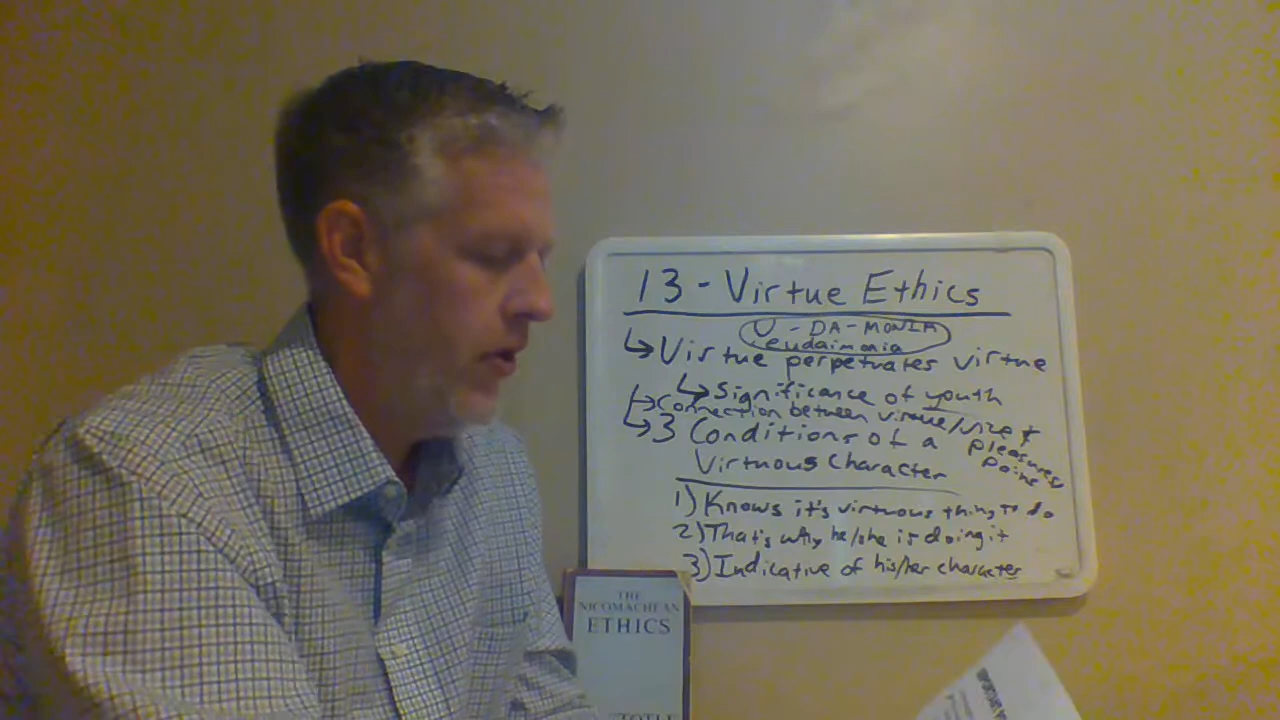 13 - Virtue Ethics
U - DA - MONIA
eudaimonia
↳ Virtue perpetuates virtue
↳ Significance of youth
↳ Connection between virtue/vice +
pleasures/
pains
↳ 3 Conditions of a
Virtuous Character
1) Knows it's virtuous thing to do
2) That's why he/she is doing it
3) Indicative of his/her character
THE
NICOMACHEAN
ETHICS